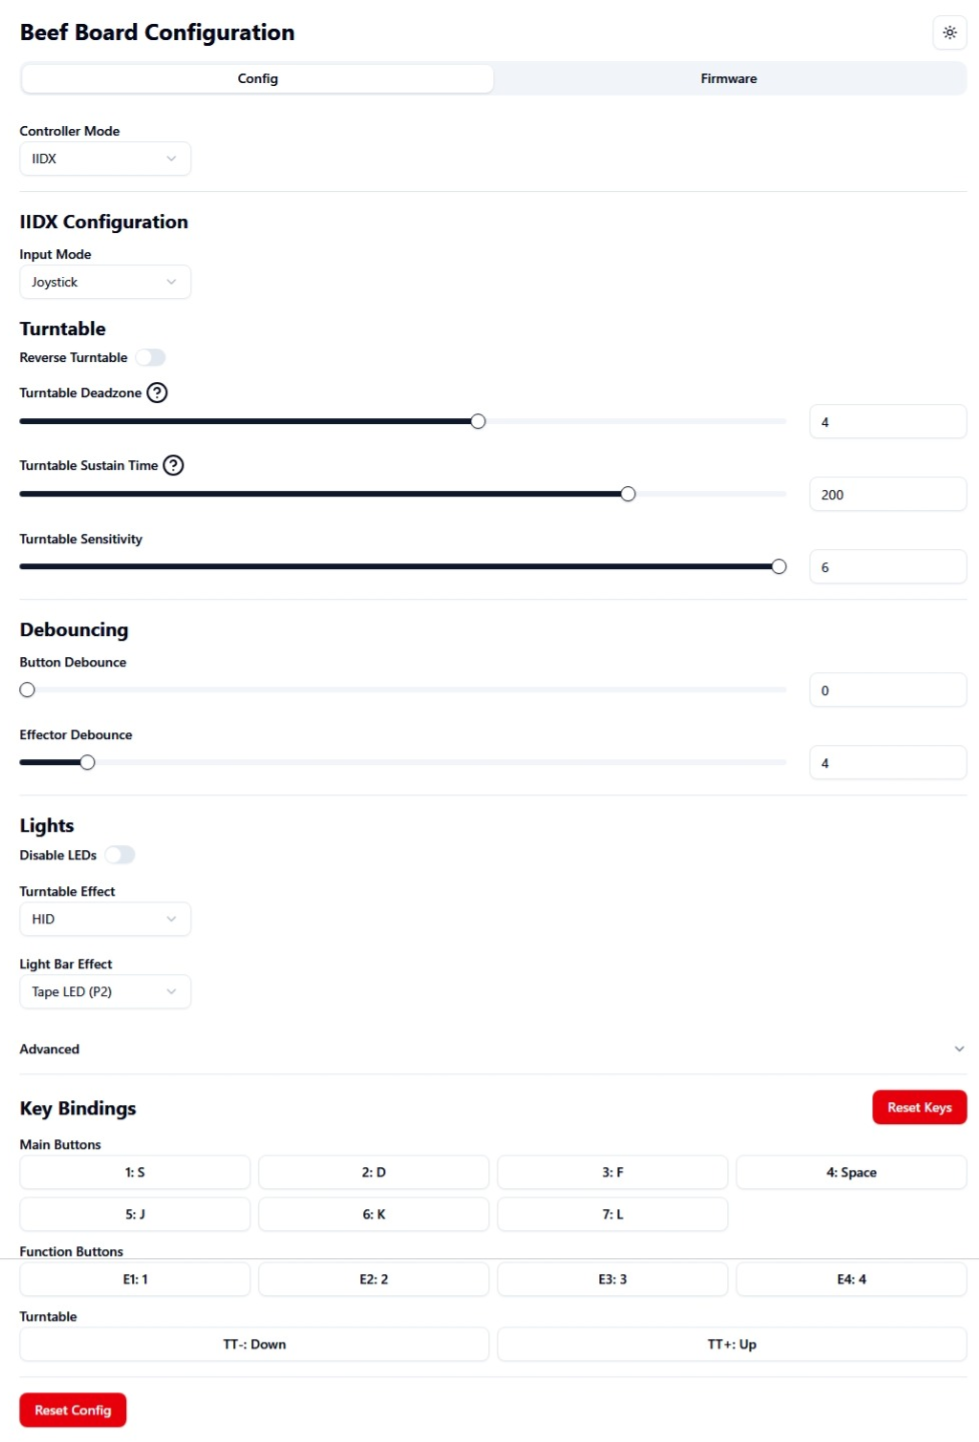 Beef Board Configuration
Config Firmware
Controller Mode
IIDX
IIDX Configuration
Input Mode
Joystick
Turntable
Reverse Turntable
Turntable Deadzone ?
4
Turntable Sustain Time ?
200
Turntable Sensitivity
6
Debouncing
Button Debounce
0
Effector Debounce
4
Lights
Disable LEDs
Turntable Effect
HID
Light Bar Effect
Tape LED (P2)
Advanced
Key Bindings Reset Keys
Main Buttons
1: S 2: D 3: F 4: Space
5: J 6: K 7: L
Function Buttons
E1: 1 E2: 2 E3: 3 E4: 4
Turntable
TT-: Down TT+: Up
Reset Config